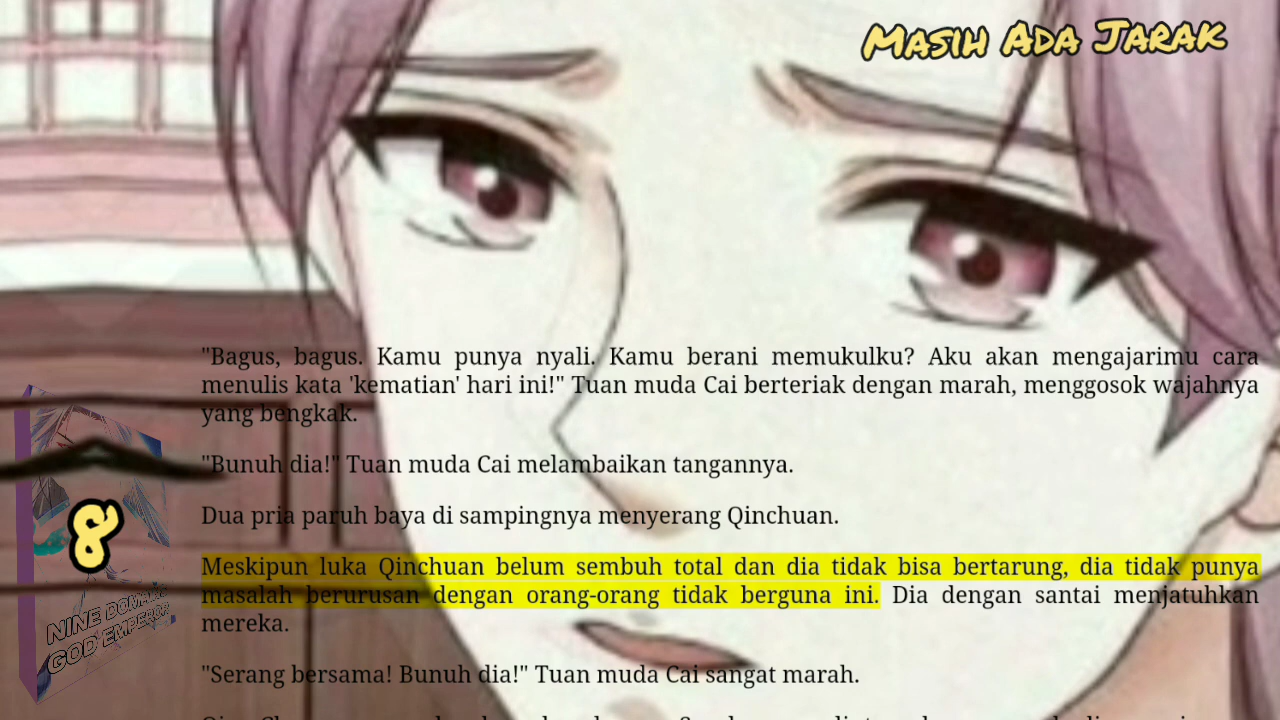 Masih Ada Jarak
"Bagus, bagus. Kamu punya nyali. Kamu berani memukulku? Aku akan mengajarimu cara
menulis kata 'kematian' hari ini!" Tuan muda Cai berteriak dengan marah, menggosok wajahnya
yang bengkak.
"Bunuh dia!" Tuan muda Cai melambaikan tangannya.
Dua pria paruh baya di sampingnya menyerang Qinchuan.
Meskipun luka Qinchuan belum sembuh total dan dia tidak bisa bertarung, dia tidak punya
masalah berurusan dengan orang-orang tidak berguna ini. Dia dengan santai menjatuhkan
mereka.
"Serang bersama! Bunuh dia!" Tuan muda Cai sangat marah.
8
NINE DOMAINS
GOD EMPEROR